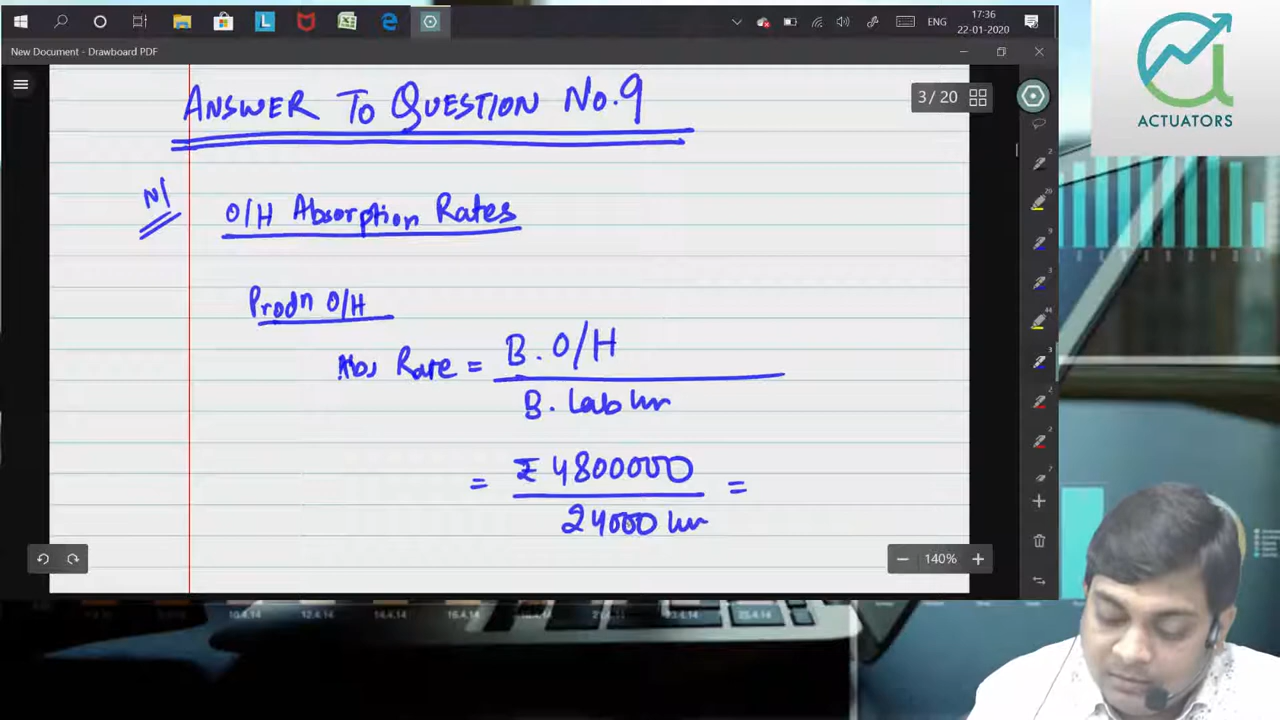 17:36
ENG
22-01-2020
New Document - Drawboard PDF
ACTUATORS
3 / 20
ANSWER TO QUESTION No.9
N1
O/H Absorption Rates
Prodn O/H
Abs Rate = B. O/H
B. Lab hr
= ₹ 4800000 =
24000 hr
140%